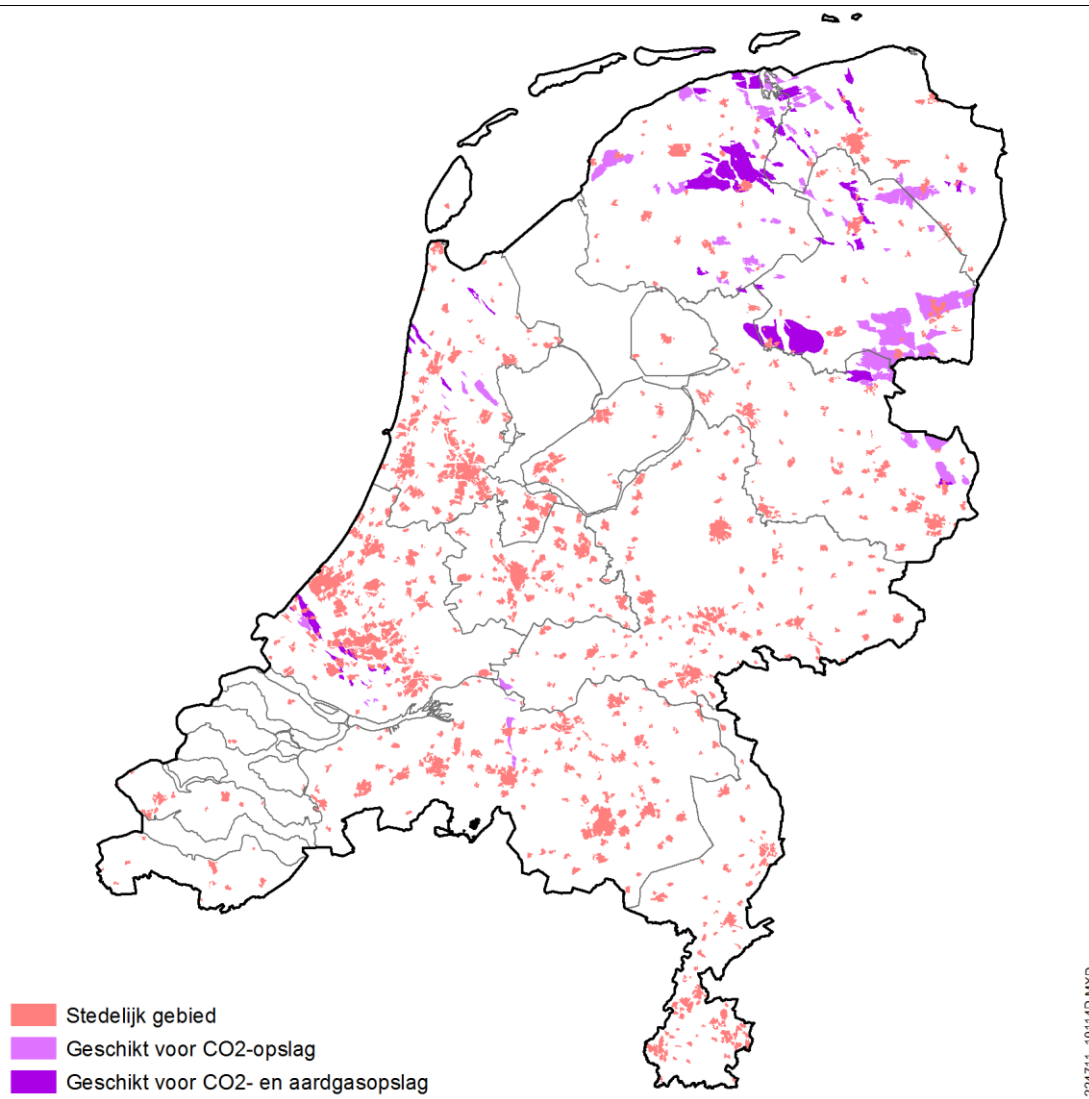 Stedelijk gebied
Geschikt voor CO2-opslag
Geschikt voor CO2- en aardgasopslag